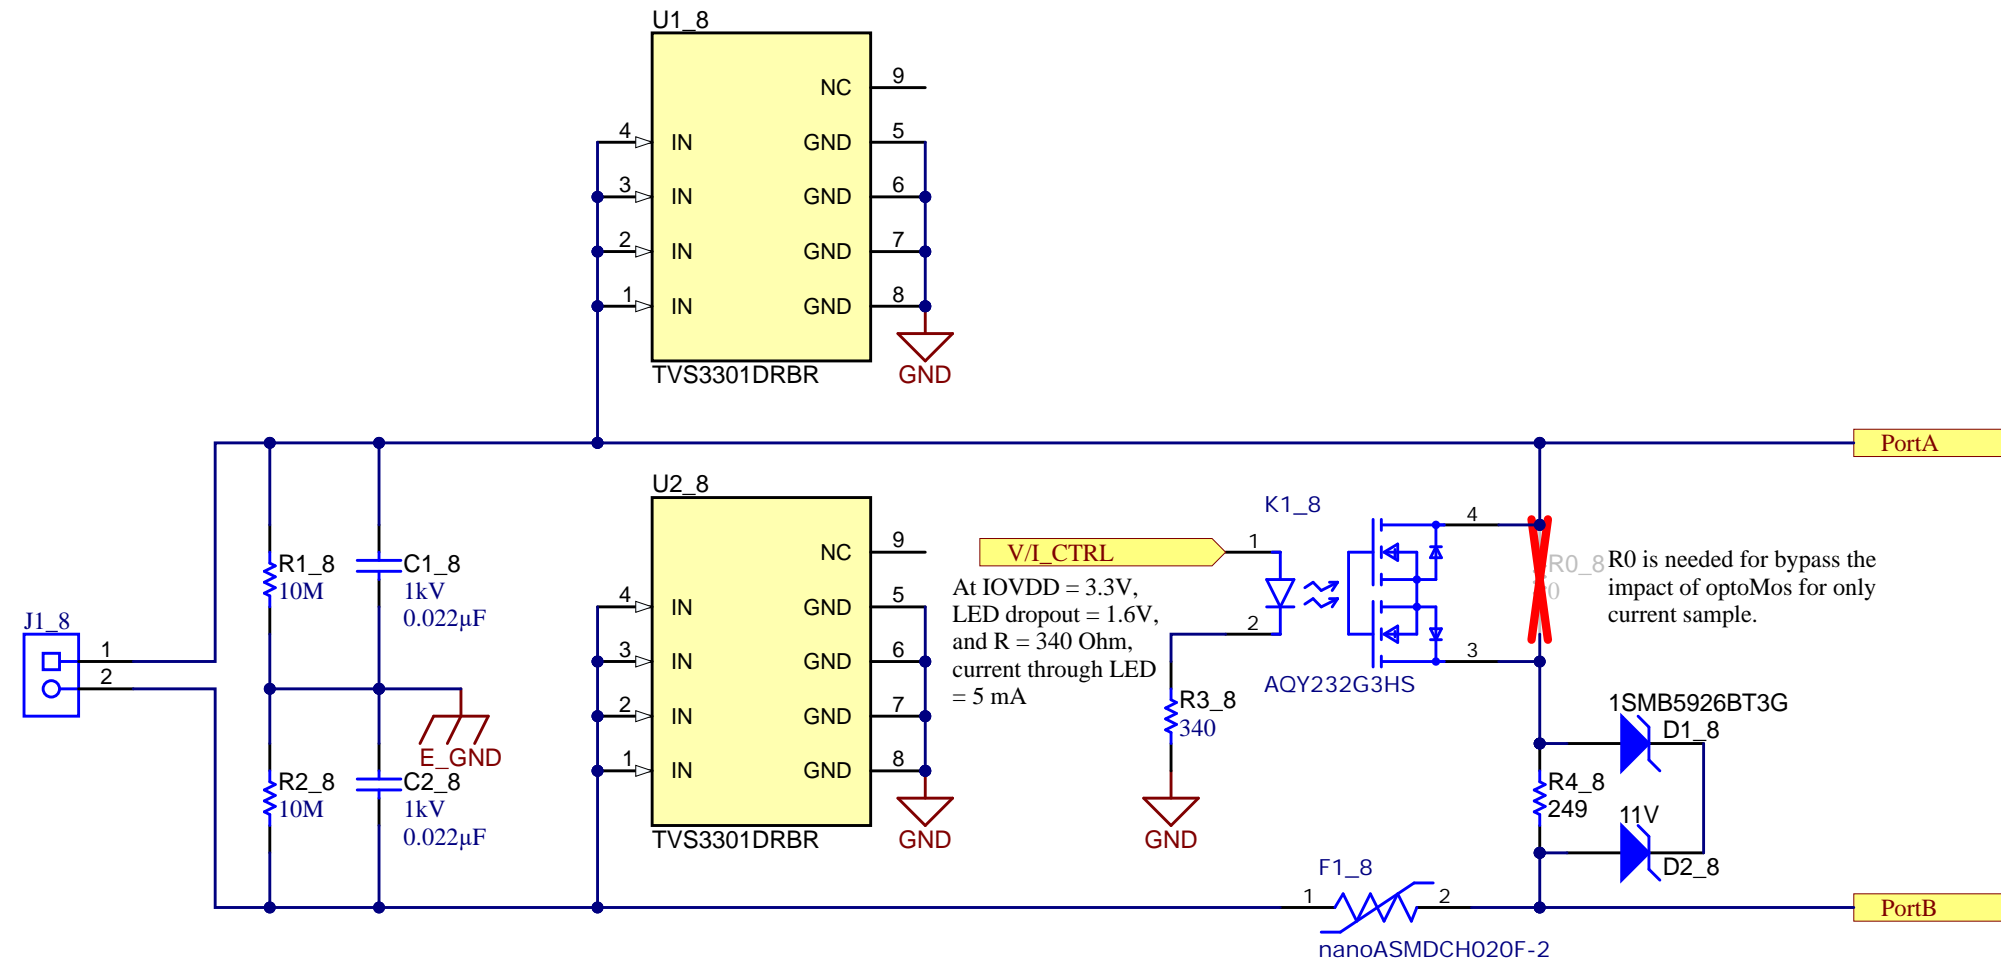 U1_8
NC 9
4 IN GND 5
3 IN GND 6
2 IN GND 7
1 IN GND 8
TVS3301DRBR
GND
PortA
U2_8
NC 9
4 IN GND 5
3 IN GND 6
2 IN GND 7
1 IN GND 8
TVS3301DRBR
GND
J1_8
1
2
R1_8
10M
C1_8
1kV
0.022µF
E_GND
R2_8
10M
C2_8
1kV
0.022µF
K1_8
V/I_CTRL
1
2
4
3
AQY232G3HS
At IOVDD = 3.3V,
LED dropout = 1.6V,
and R = 340 Ohm,
current through LED
= 5 mA
R3_8
340
GND
R0_8
0
R0 is needed for bypass the
impact of optoMos for only
current sample.
1SMB5926BT3G
D1_8
R4_8
249
11V
D2_8
F1_8
1
2
nanoASMDCH020F-2
PortB